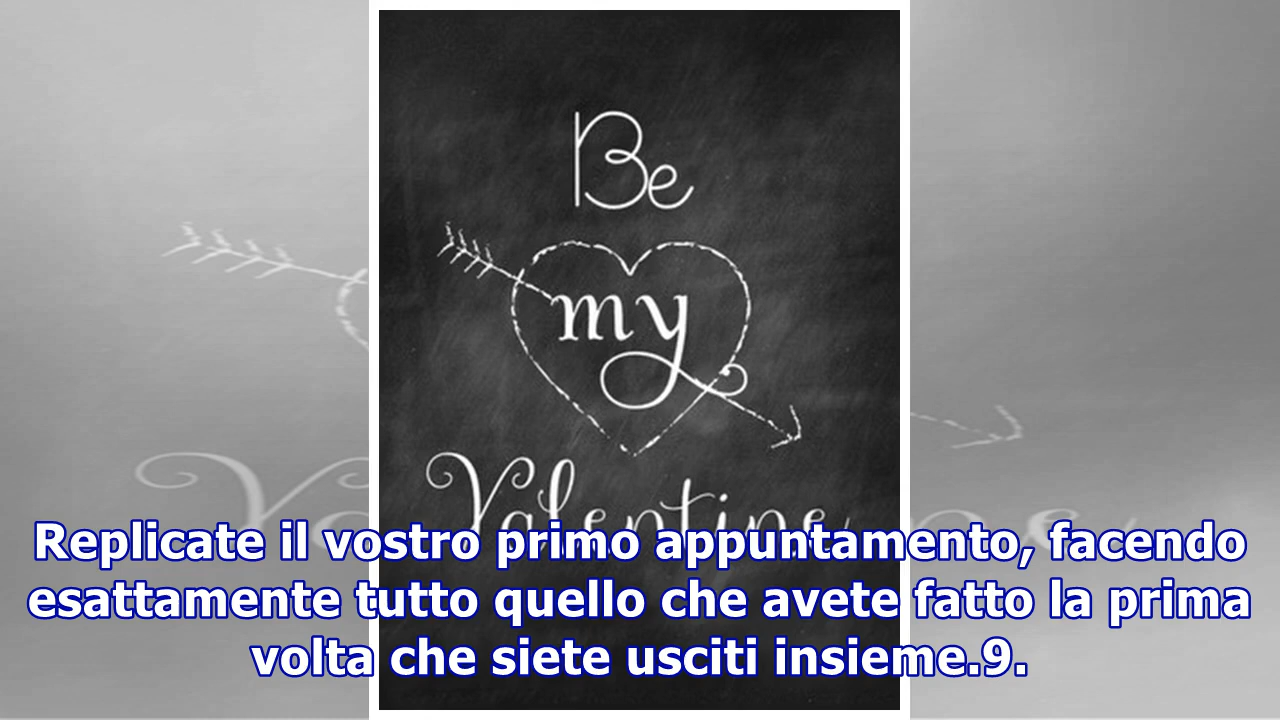 Be
my
Valentine
Replicate il vostro primo appuntamento, facendo
esattamente tutto quello che avete fatto la prima
volta che siete usciti insieme.9.